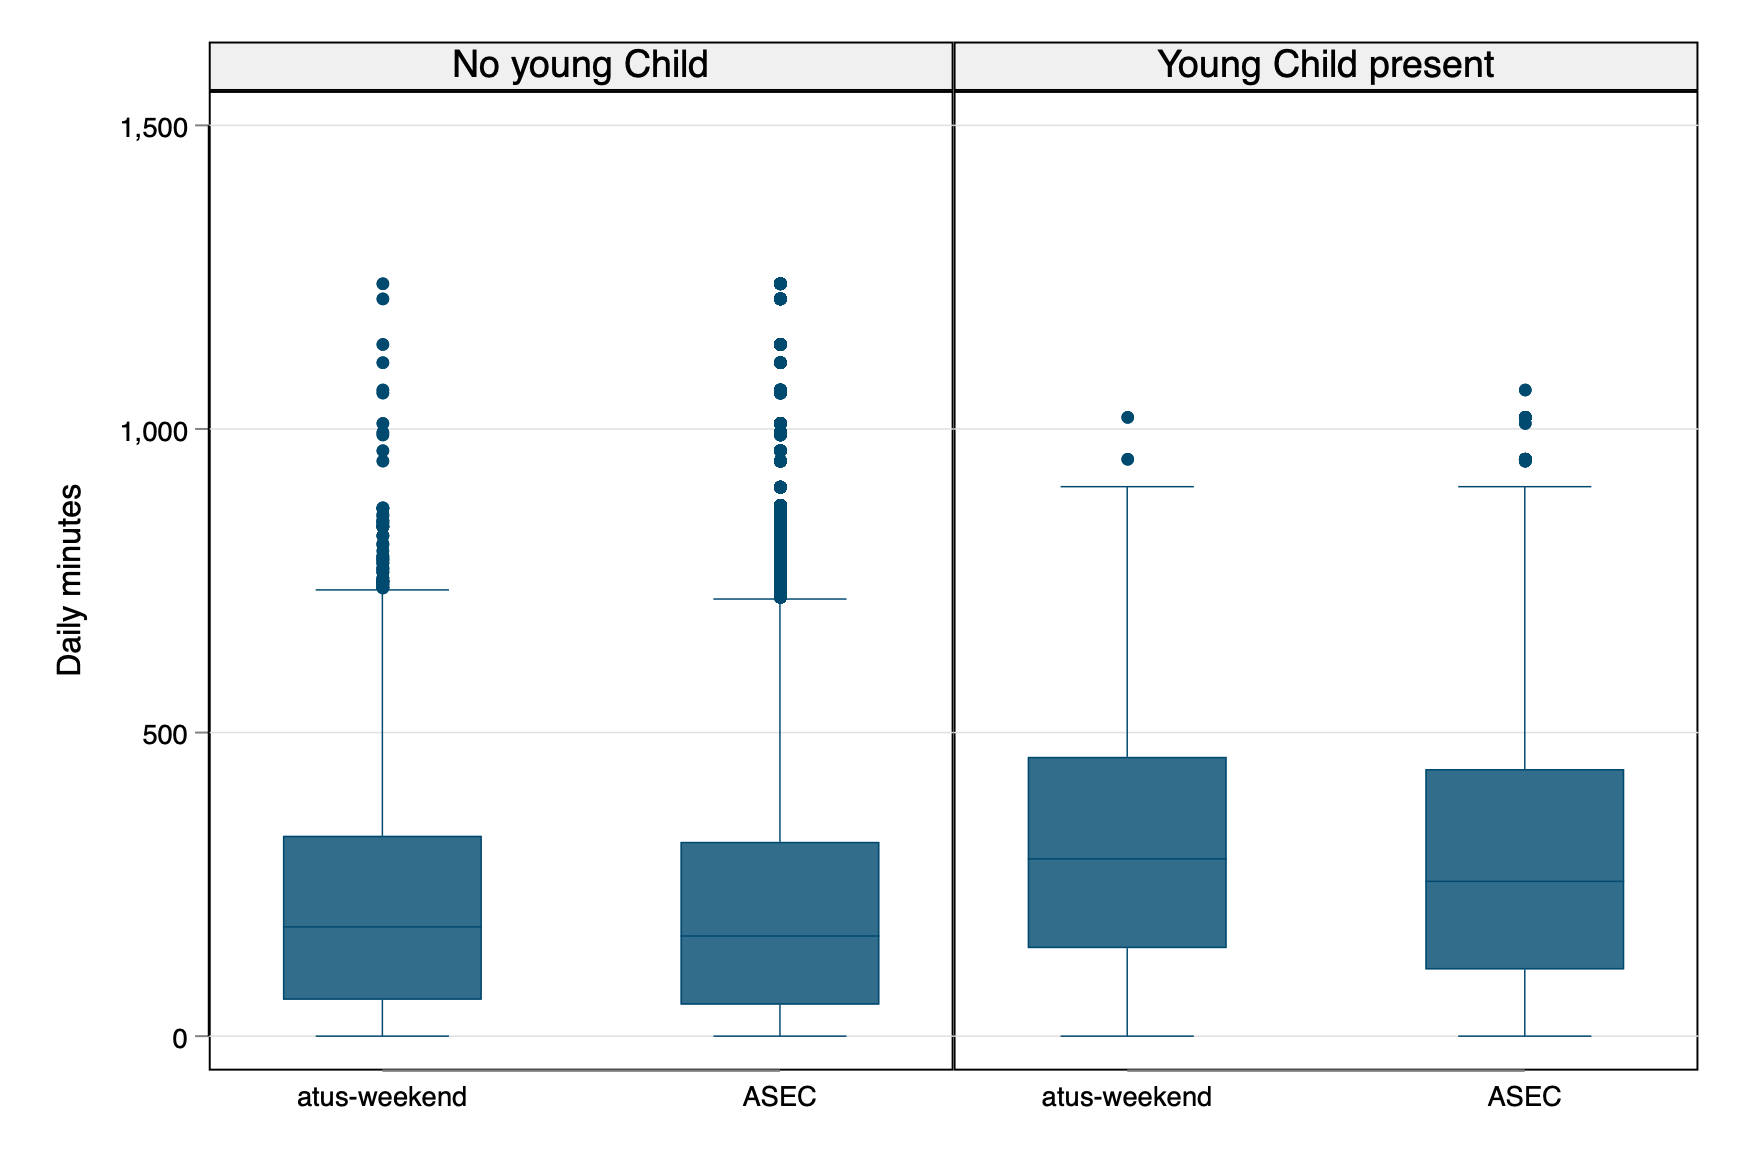 No young Child
Young Child present
1,500
1,000
500
0
Daily minutes
atus-weekend
ASEC
atus-weekend
ASEC